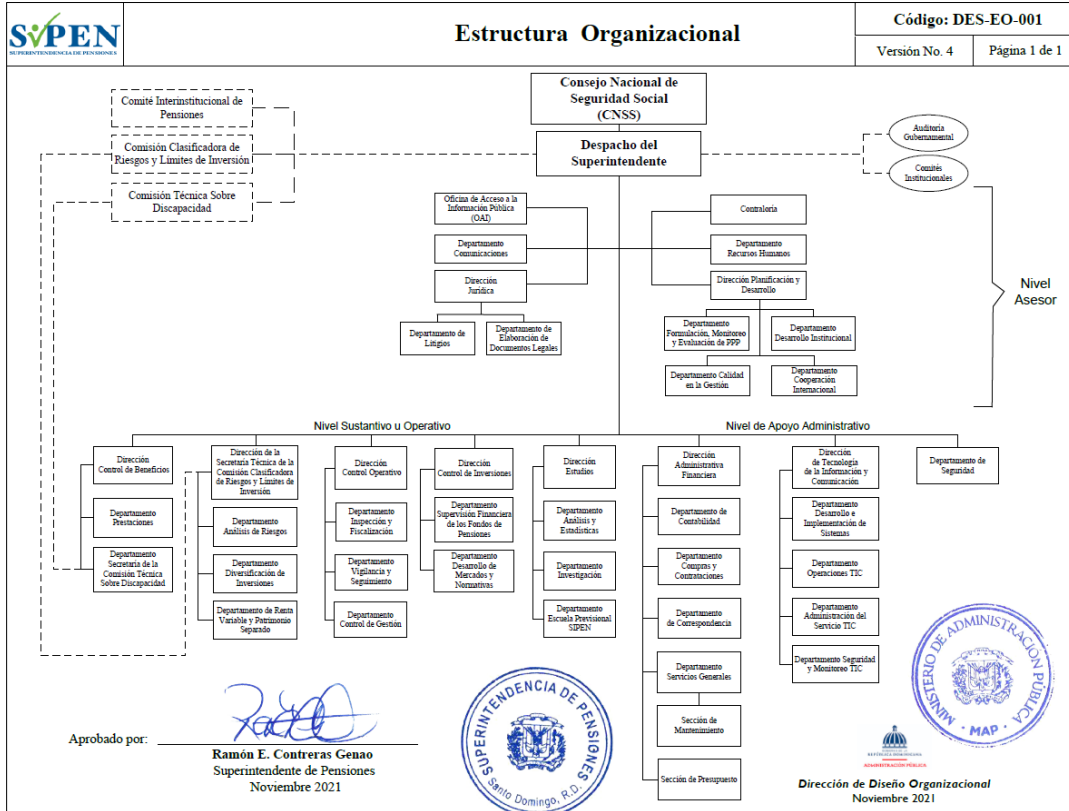 SIPEN
SUPERINTENDENCIA DE PENSIONES
Estructura Organizacional
Código: DES-EO-001
Versión No. 4
Página 1 de 1
Consejo Nacional de
Seguridad Social
(CNSS)
Despacho del
Superintendente
Comité Interinstitucional de
Pensiones
Comisión Clasificadora de
Riesgos y Límites de Inversión
Comisión Técnica Sobre
Discapacidad
Auditoría
Gubernamental
Comités
Institucionales
Oficina de Acceso a la
Información Pública
(OAI)
Departamento
Comunicaciones
Dirección
Jurídica
Departamento de
Litigios
Departamento de
Elaboración de
Documentos Legales
Contraloría
Departamento
Recursos Humanos
Dirección Planificación y
Desarrollo
Departamento
Formulación, Monitoreo
y Evaluación de PPP
Departamento
Desarrollo Institucional
Departamento Calidad
en la Gestión
Departamento
Cooperación
Internacional
Nivel
Asesor
Nivel Sustantivo u Operativo
Nivel de Apoyo Administrativo
Dirección
Control de Beneficios
Departamento
Prestaciones
Departamento
Secretaría de la
Comisión Técnica
Sobre Discapacidad
Dirección de la
Secretaría Técnica de la
Comisión Clasificadora
de Riesgos y Límites de
Inversión
Departamento
Análisis de Riesgos
Departamento
Diversificación de
Inversiones
Departamento de Renta
Variable y Patrimonio
Separado
Dirección
Control Operativo
Departamento
Inspección y
Fiscalización
Departamento
Vigilancia y
Seguimiento
Departamento
Control de Gestión
Dirección
Control de Inversiones
Departamento
Supervisión Financiera
de los Fondos de
Pensiones
Departamento
Desarrollo de
Mercados y
Normativas
Dirección
Estudios
Departamento
Análisis y
Estadísticas
Departamento
Investigación
Departamento
Escuela Previsional
SIPEN
Dirección
Administrativa
Financiera
Departamento de
Contabilidad
Departamento
Compras y
Contrataciones
Departamento
de Correspondencia
Departamento
Servicios Generales
Sección de
Mantenimiento
Sección de Presupuesto
Dirección
de Tecnología
de la Información y
Comunicación
Departamento
Desarrollo e
Implementación de
Sistemas
Departamento
Operaciones TIC
Departamento
Administración del
Servicio TIC
Departamento Seguridad
y Monitoreo TIC
Departamento de
Seguridad
Aprobado por:
Ramón E. Contreras Genao
Superintendente de Pensiones
Noviembre 2021
SUPERINTENDENCIA DE PENSIONES
Santo Domingo, R.D.
MINISTERIO DE ADMINISTRACIÓN PÚBLICA
· MAP ·
REPÚBLICA DOMINICANA
ADMINISTRACIÓN PÚBLICA
Dirección de Diseño Organizacional
Noviembre 2021